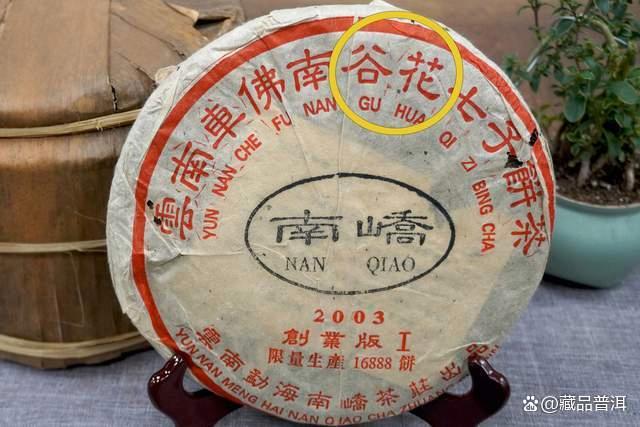 雲南車佛南谷花七子餅茶
YUN NAN CHE FU NAN GU HUA QI ZI BING CHA
南嶠
NAN QIAO
2003
創業版 I
限量生產 16888 餅
雲南勐海南嶠茶莊出
YUN NAN MENG HAI NAN QIAO CHA
@藏品普洱